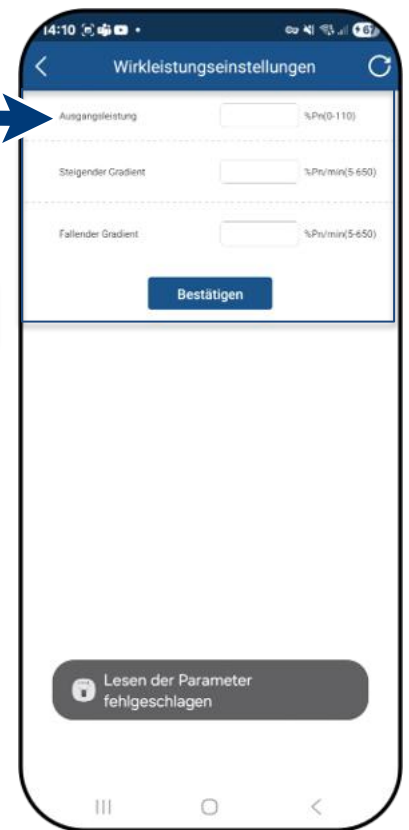 14:10
67
Wirkleistungseinstellungen
Ausgangsleistung %Pn(0-110)
Steigender Gradient %Pn/min(5-650)
Fallender Gradient %Pn/min(5-650)
Bestätigen
Lesen der Parameter
fehlgeschlagen